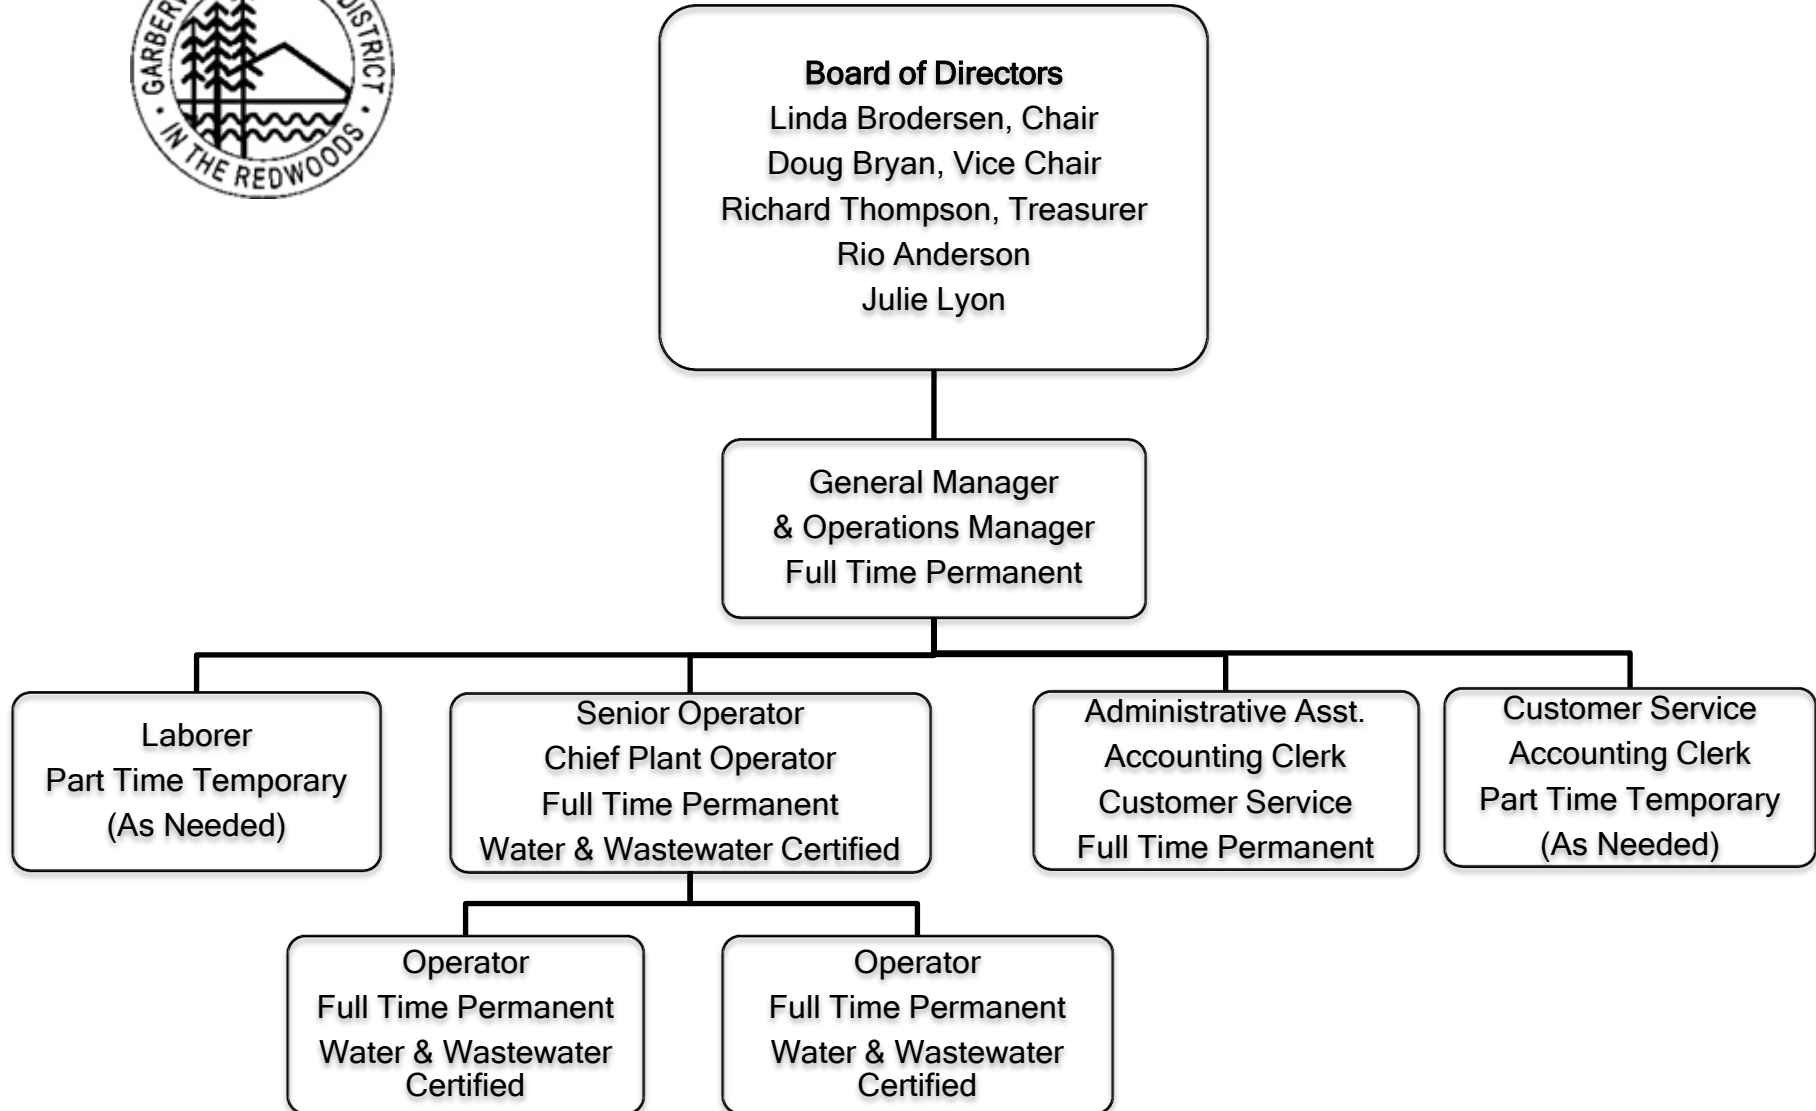 DISTRICT
IN THE REDWOODS
Board of Directors
Linda Brodersen, Chair
Doug Bryan, Vice Chair
Richard Thompson, Treasurer
Rio Anderson
Julie Lyon
General Manager
& Operations Manager
Full Time Permanent
Laborer
Part Time Temporary
(As Needed)
Senior Operator
Chief Plant Operator
Full Time Permanent
Water & Wastewater Certified
Administrative Asst.
Accounting Clerk
Customer Service
Full Time Permanent
Customer Service
Accounting Clerk
Part Time Temporary
(As Needed)
Operator
Full Time Permanent
Water & Wastewater
Certified
Operator
Full Time Permanent
Water & Wastewater
Certified